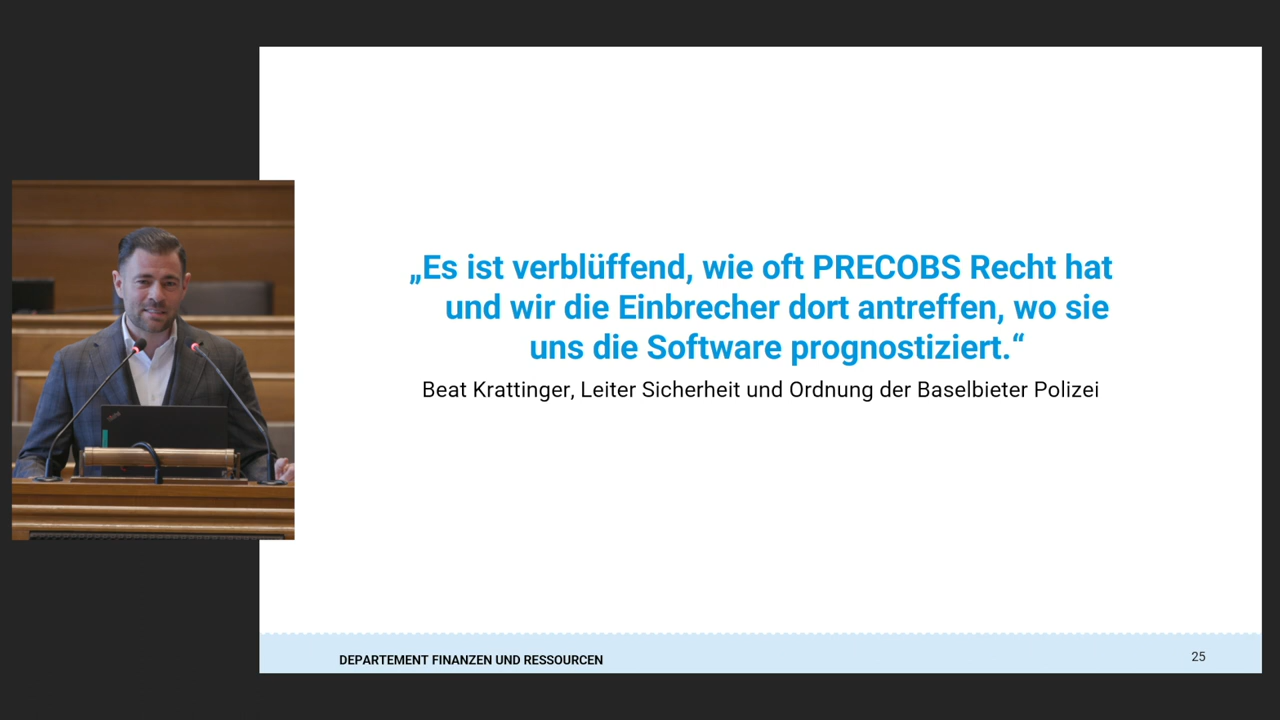 „Es ist verblüffend, wie oft PRECOBS Recht hat
und wir die Einbrecher dort antreffen, wo sie
uns die Software prognostiziert.“
Beat Krattinger, Leiter Sicherheit und Ordnung der Baselbieter Polizei
DEPARTEMENT FINANZEN UND RESSOURCEN
25